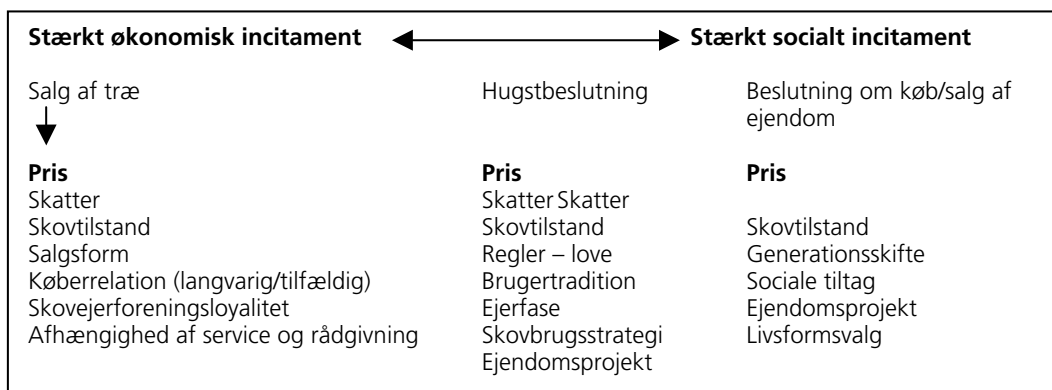 Stærkt økonomisk incitament Stærkt socialt incitament
Salg af træ Hugstbeslutning Beslutning om køb/salg af
ejendom
Pris Pris Pris
Skatter Skatter Skatter
Skovtilstand Skovtilstand Skovtilstand
Salgsform Regler – love Generationsskifte
Køberrelation (langvarig/tilfældig) Brugertradition Sociale tiltag
Skovejerforeningsloyalitet Ejerfase Ejendomsprojekt
Afhængighed af service og rådgivning Skovbrugsstrategi Livsformsvalg
Ejendomsprojekt